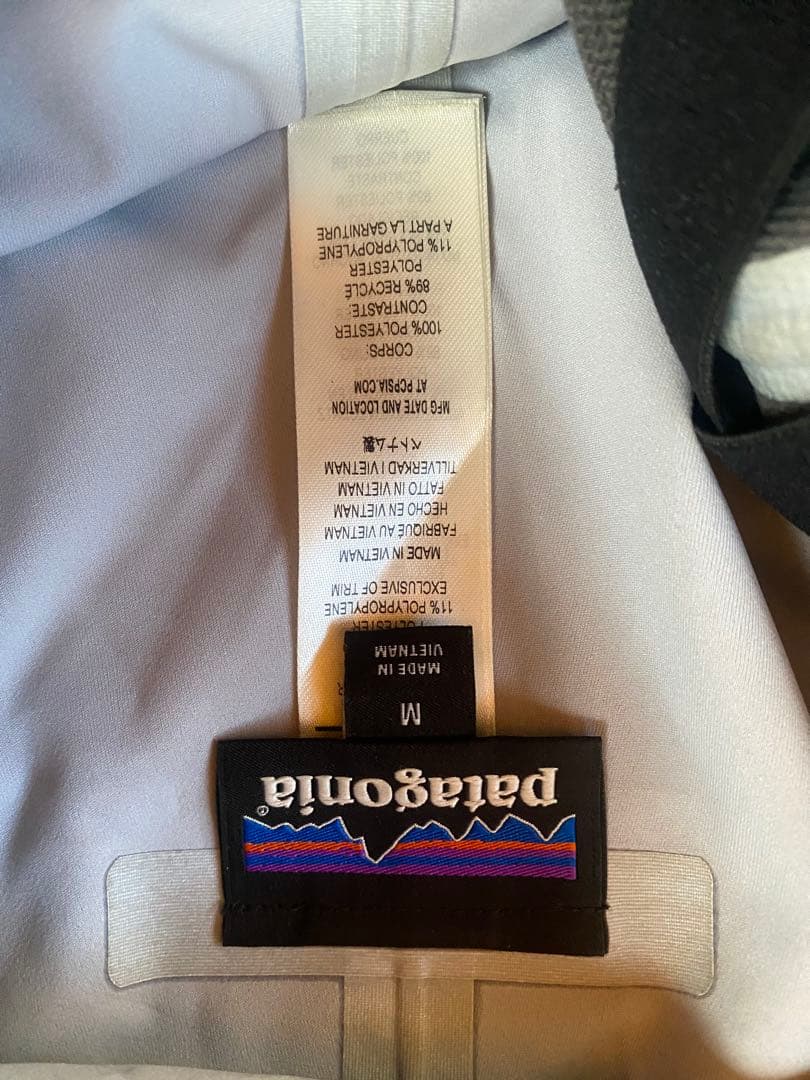 patagonia®
M
MADE IN
VIETNAM
POLYESTER
11% POLYPROPYLENE
EXCLUSIVE OF TRIM
MADE IN VIETNAM
FABRIQUÉ AU VIETNAM
HECHO EN VIETNAM
FATTO IN VIETNAM
TILLVERKAD I VIETNAM
ベトナム製
MFG DATE AND LOCATION
AT PCPSIA.COM
CORPS:
100% POLYESTER
CONTRASTE:
89% RECYCLÉ
POLYESTER
11% POLYPROPYLENE
A PART LA GARNITURE